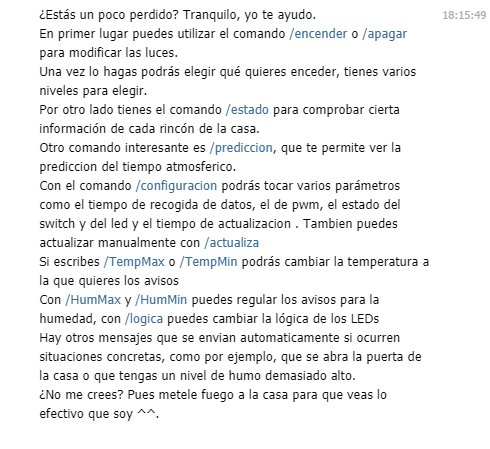 ¿Estás un poco perdido? Tranquilo, yo te ayudo. 18:15:49
En primer lugar puedes utilizar el comando /encender o /apagar
para modificar las luces.
Una vez lo hagas podrás elegir qué quieres enceder, tienes varios
niveles para elegir.
Por otro lado tienes el comando /estado para comprobar cierta
información de cada rincón de la casa.
Otro comando interesante es /prediccion, que te permite ver la
prediccion del tiempo atmosferico.
Con el comando /configuracion podrás tocar varios parámetros
como el tiempo de recogida de datos, el de pwm, el estado del
switch y del led y el tiempo de actualizacion . Tambien puedes
actualizar manualmente con /actualiza
Si escribes /TempMax o /TempMin podrás cambiar la temperatura a
la que quieres los avisos
Con /HumMax y /HumMin puedes regular los avisos para la
humedad, con /logica puedes cambiar la lógica de los LEDs
Hay otros mensajes que se envian automaticamente si ocurren
situaciones concretas, como por ejemplo, que se abra la puerta de
la casa o que tengas un nivel de humo demasiado alto.
¿No me crees? Pues metele fuego a la casa para que veas lo
efectivo que soy ^^.